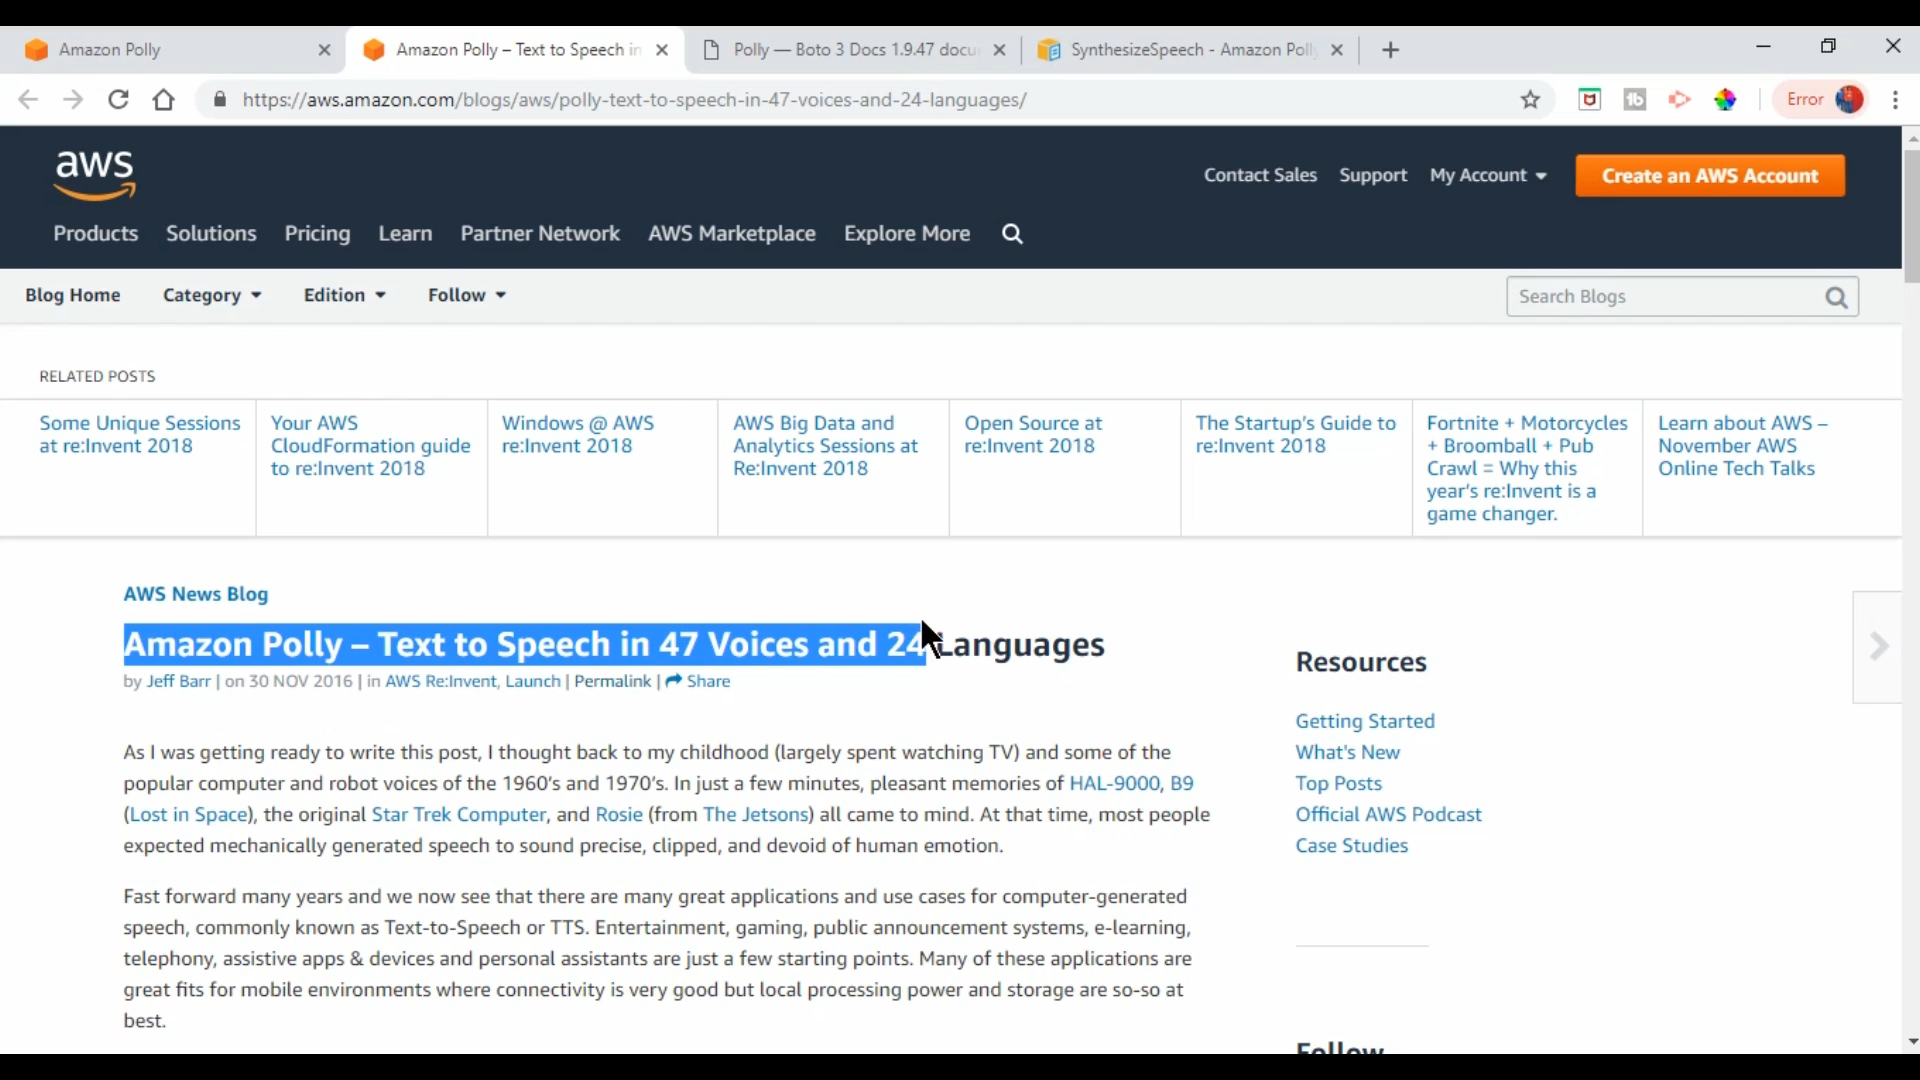 Amazon Polly
Amazon Polly – Text to Speech in
Polly — Boto 3 Docs 1.9.47 docu
SynthesizeSpeech - Amazon Poll
https://aws.amazon.com/blogs/aws/polly-text-to-speech-in-47-voices-and-24-languages/
Error
aws
Contact Sales Support My Account Create an AWS Account
Products Solutions Pricing Learn Partner Network AWS Marketplace Explore More
Blog Home Category Edition Follow Search Blogs
RELATED POSTS
Some Unique Sessions
at re:Invent 2018
Your AWS
CloudFormation guide
to re:Invent 2018
Windows @ AWS
re:Invent 2018
AWS Big Data and
Analytics Sessions at
Re:Invent 2018
Open Source at
re:Invent 2018
The Startup's Guide to
re:Invent 2018
Fortnite + Motorcycles
+ Broomball + Pub
Crawl = Why this
year's re:Invent is a
game changer.
Learn about AWS –
November AWS
Online Tech Talks
AWS News Blog
Amazon Polly – Text to Speech in 47 Voices and 24 Languages
by Jeff Barr | on 30 NOV 2016 | in AWS Re:Invent, Launch | Permalink | Share
As I was getting ready to write this post, I thought back to my childhood (largely spent watching TV) and some of the
popular computer and robot voices of the 1960's and 1970's. In just a few minutes, pleasant memories of HAL-9000, B9
(Lost in Space), the original Star Trek Computer, and Rosie (from The Jetsons) all came to mind. At that time, most people
expected mechanically generated speech to sound precise, clipped, and devoid of human emotion.
Fast forward many years and we now see that there are many great applications and use cases for computer-generated
speech, commonly known as Text-to-Speech or TTS. Entertainment, gaming, public announcement systems, e-learning,
telephony, assistive apps & devices and personal assistants are just a few starting points. Many of these applications are
great fits for mobile environments where connectivity is very good but local processing power and storage are so-so at
best.
Resources
Getting Started
What's New
Top Posts
Official AWS Podcast
Case Studies
Follow